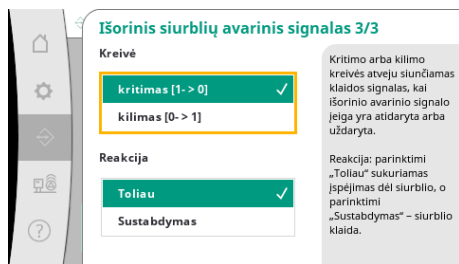 Išorinis siurblių avarinis signalas 3/3
Kreivė
kritimas [1- > 0]
kilimas [0- > 1]
Reakcija
Toliau
Sustabdymas
Kritimo arba kilimo
kreivės atveju siunčiamas
klaidos signalas, kai
išorinio avarinio signalo
įeiga yra atidaryta arba
uždaryta.
Reakcija: parinktimi
„Toliau“ sukuriamas
įspėjimas dėl siurblio, o
parinktimi
„Sustabdymas“ – siurblio
klaida.